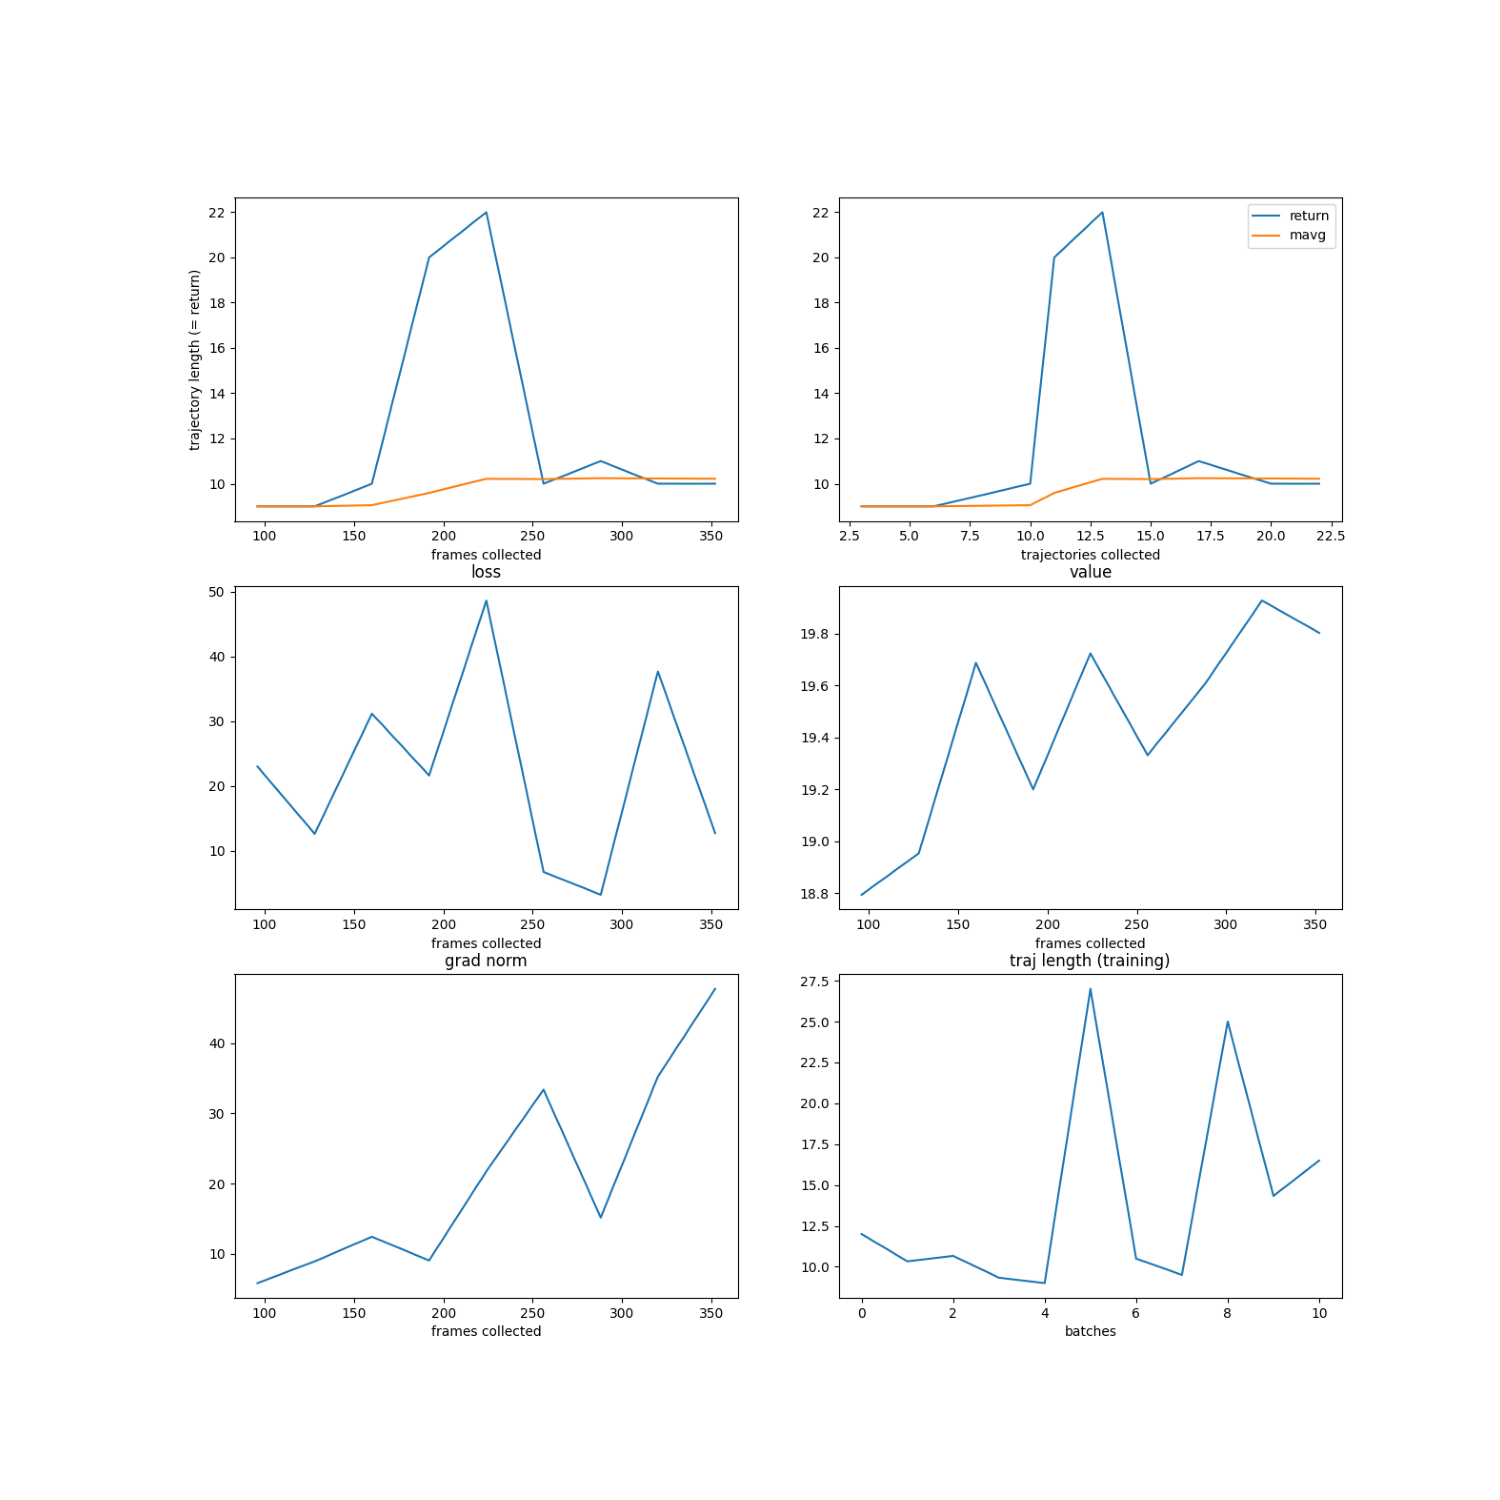 22
20
18
16
14
12
10
trajectory length (= return)
100 150 200 250 300 350
frames collected
22
20
18
16
14
12
10
return
mavg
2.5 5.0 7.5 10.0 12.5 15.0 17.5 20.0 22.5
trajectories collected
loss
50
40
30
20
10
100 150 200 250 300 350
frames collected
value
19.8
19.6
19.4
19.2
19.0
18.8
100 150 200 250 300 350
frames collected
grad norm
40
30
20
10
100 150 200 250 300 350
frames collected
traj length (training)
27.5
25.0
22.5
20.0
17.5
15.0
12.5
10.0
0 2 4 6 8 10
batches